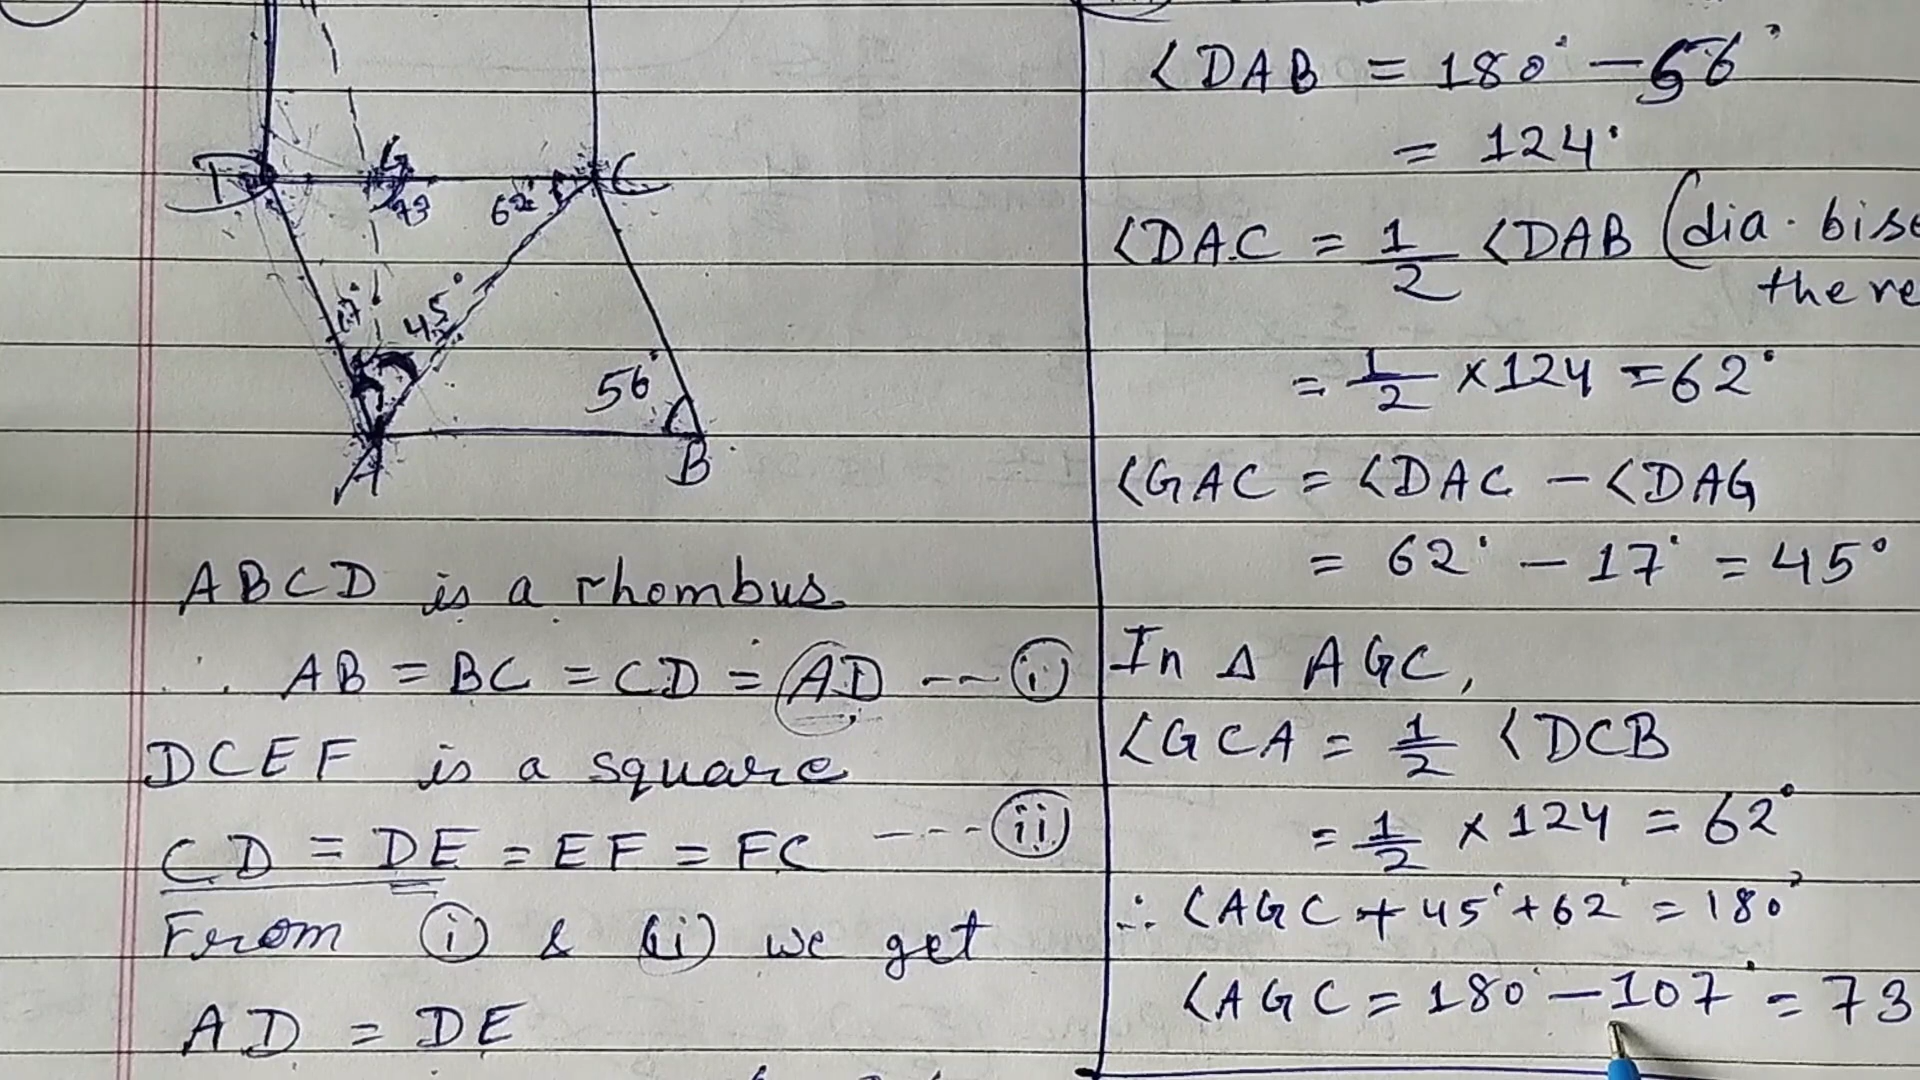 D G C
73 62°
17° 45°
56°
A B
ABCD is a rhombus
AB = BC = CD = AD --- (i)
DCEF is a square
CD = DE = EF = FC ---- (ii)
From (i) & (ii) we get
AD = DE
∠DAB = 180° - 56°
= 124°
∠DAC = 1/2 ∠DAB (dia. bise
the re
= 1/2 × 124 = 62°
∠GAC = ∠DAC - ∠DAG
= 62° - 17° = 45°
In Δ AGC,
∠GCA = 1/2 ∠DCB
= 1/2 × 124 = 62°
∴ ∠AGC + 45° + 62° = 180°
∠AGC = 180° - 107° = 73